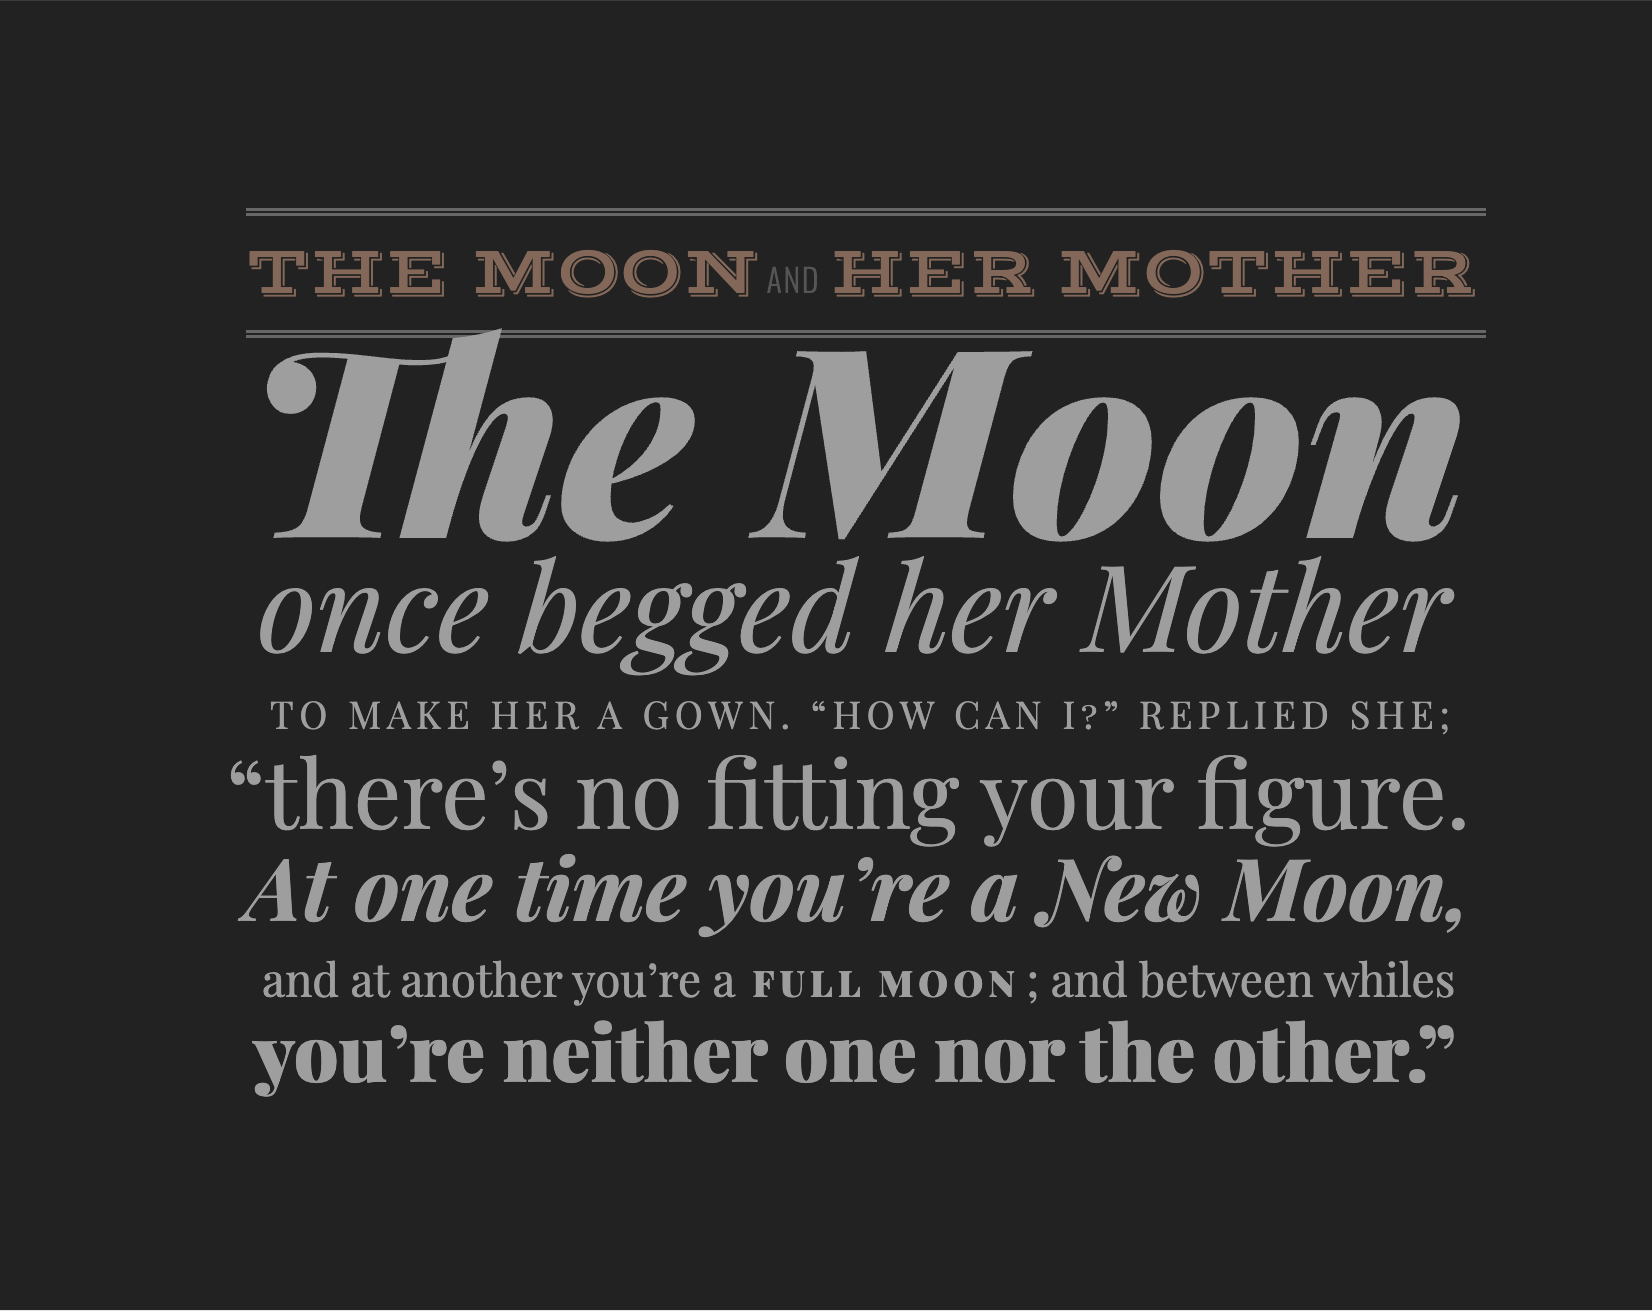 THE MOON AND HER MOTHER
The Moon
once begged her Mother
TO MAKE HER A GOWN. “HOW CAN I?” REPLIED SHE;
“there’s no fitting your figure.
At one time you’re a New Moon,
and at another you’re a FULL MOON; and between whiles
you’re neither one nor the other.”